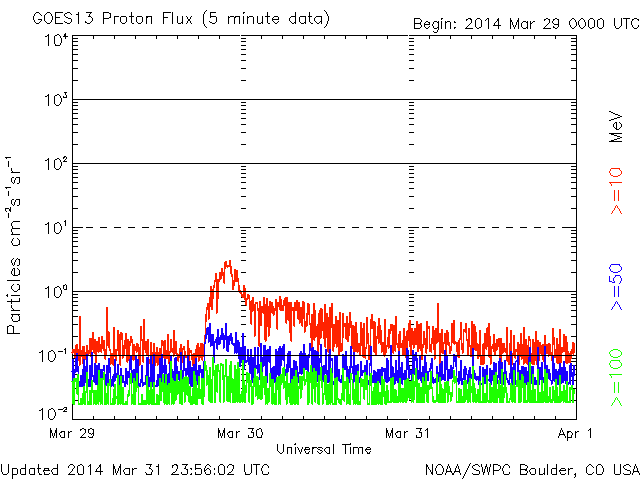 GOES13 Proton Flux (5 minute data)
Begin: 2014 Mar 29 0000 UTC
10⁴
10³
10²
10¹
10⁰
10⁻¹
10⁻²
Particles cm⁻²s⁻¹sr⁻¹
MeV
>=10
>=50
>=100
Mar 29
Mar 30
Mar 31
Apr 1
Universal Time
Updated 2014 Mar 31 23:56:02 UTC
NOAA/SWPC Boulder, CO USA